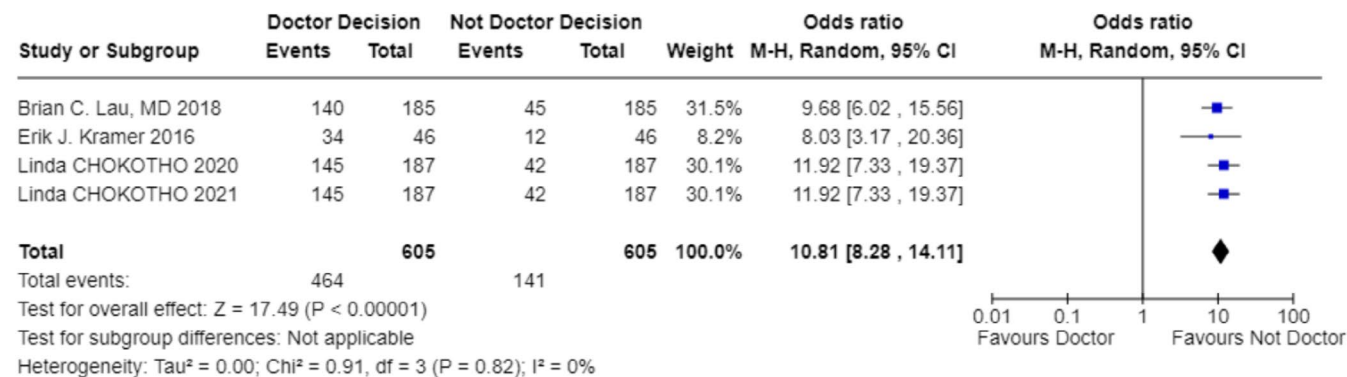 Doctor Decision Not Doctor Decision Odds ratio Odds ratio
Study or Subgroup Events Total Events Total Weight M-H, Random, 95% CI M-H, Random, 95% CI
Brian C. Lau, MD 2018 140 185 45 185 31.5% 9.68 [6.02 , 15.56]
Erik J. Kramer 2016 34 46 12 46 8.2% 8.03 [3.17 , 20.36]
Linda CHOKOTHO 2020 145 187 42 187 30.1% 11.92 [7.33 , 19.37]
Linda CHOKOTHO 2021 145 187 42 187 30.1% 11.92 [7.33 , 19.37]
Total 605 605 100.0% 10.81 [8.28 , 14.11]
Total events: 464 141
Test for overall effect: Z = 17.49 (P < 0.00001)
0.01 0.1 1 10 100
Test for subgroup differences: Not applicable
Favours Doctor Favours Not Doctor
Heterogeneity: Tau² = 0.00; Chi² = 0.91, df = 3 (P = 0.82); I² = 0%